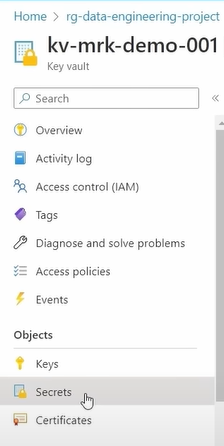 Home > rg-data-engineering-project
kv-mrk-demo-001
Key vault
Search
Overview
Activity log
Access control (IAM)
Tags
Diagnose and solve problems
Access policies
Events
Objects
Keys
Secrets
Certificates